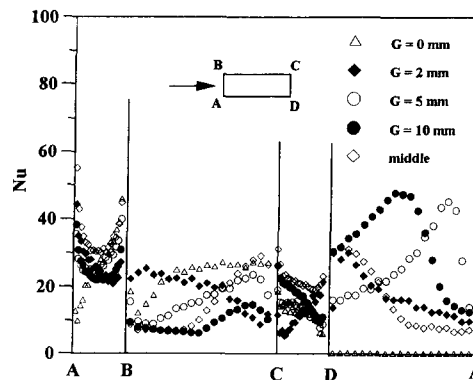 100
80
60
40
20
0
Nu
B C
A D
G = 0 mm
G = 2 mm
G = 5 mm
G = 10 mm
middle
A B C D A